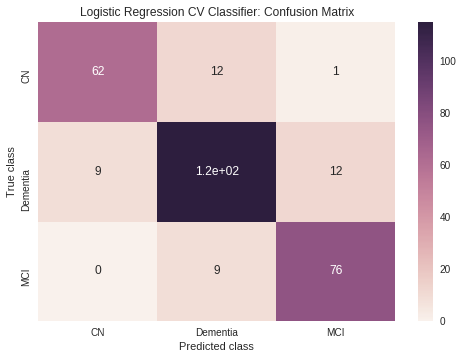 Logistic Regression CV Classifier: Confusion Matrix
True class
CN
62
12
1
Dementia
9
1.2e+02
12
MCI
0
9
76
CN
Dementia
MCI
Predicted class
100
80
60
40
20
0